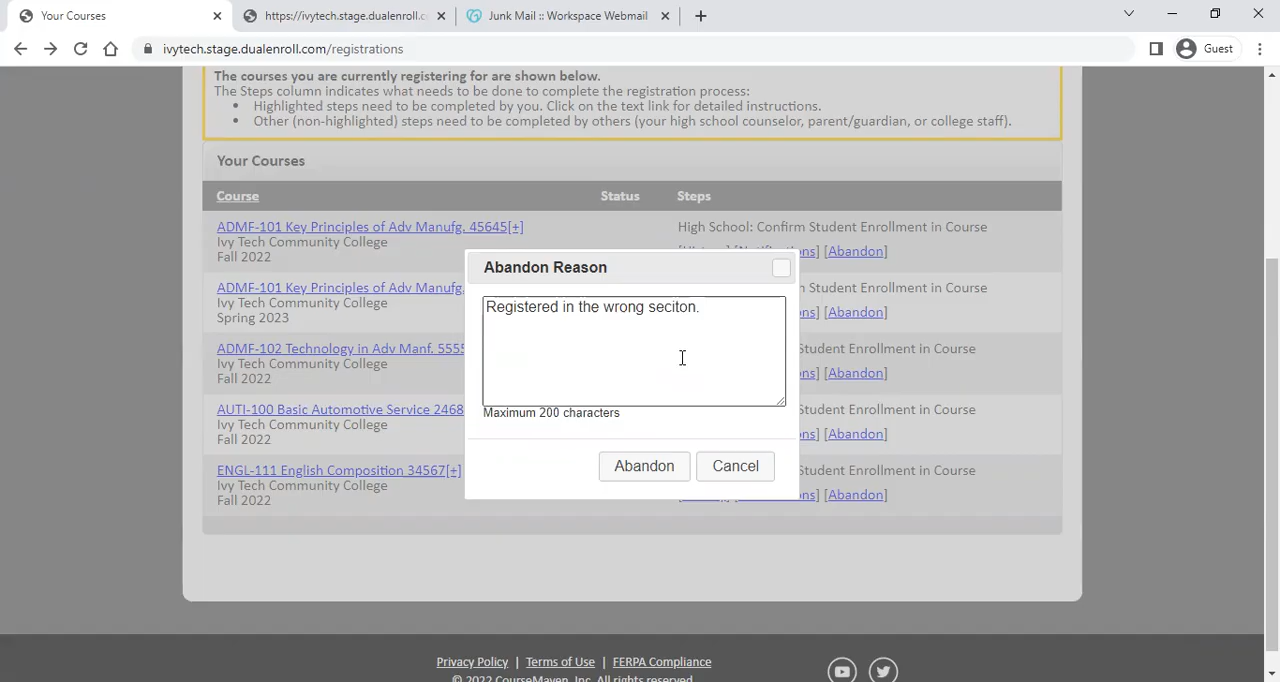 Your Courses
https://ivytech.stage.dualenroll.c
Junk Mail :: Workspace Webmail
ivytech.stage.dualenroll.com/registrations
Guest
The courses you are currently registering for are shown below.
The Steps column indicates what needs to be done to complete the registration process:
• Highlighted steps need to be completed by you. Click on the text link for detailed instructions.
• Other (non-highlighted) steps need to be completed by others (your high school counselor, parent/guardian, or college staff).
Your Courses
Course Status Steps
ADMF-101 Key Principles of Adv Manufg. 45645[+] High School: Confirm Student Enrollment in Course
Ivy Tech Community College [Abandon]
Fall 2022
Abandon Reason
ADMF-101 Key Principles of Adv Manufg Student Enrollment in Course
Ivy Tech Community College [Abandon]
Spring 2023
Registered in the wrong seciton.
ADMF-102 Technology in Adv Manf. 5555 Student Enrollment in Course
Ivy Tech Community College [Abandon]
Fall 2022
AUTI-100 Basic Automotive Service 2468 Student Enrollment in Course
Ivy Tech Community College [Abandon]
Fall 2022
Maximum 200 characters
ENGL-111 English Composition 34567[+] Student Enrollment in Course
Ivy Tech Community College [Abandon]
Fall 2022
Abandon Cancel
Privacy Policy | Terms of Use | FERPA Compliance
© 2022 CourseMaven, Inc. All rights reserved.